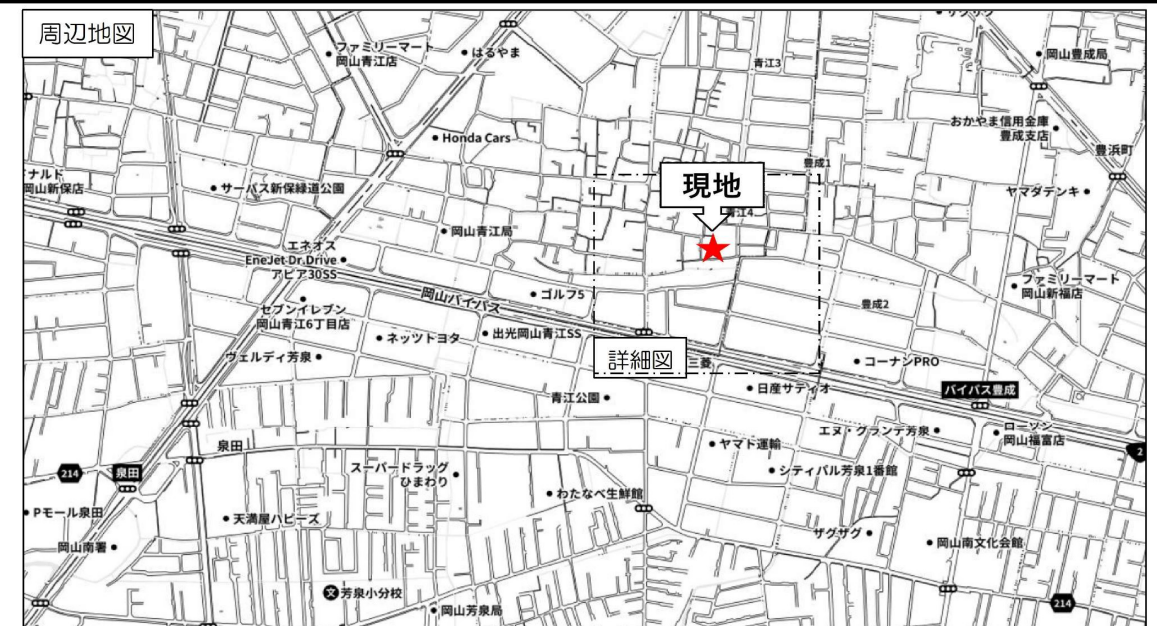 周辺地図
ザグザグ
ファミリーマート
岡山青江店
はるやま
青江3
岡山豊成局
おかやま信用金庫
豊成支店
Honda Cars
豊成1
豊浜町
ナルド
岡山新保店
サーパス新保緑道公園
現地
ヤマダデンキ
青江4
岡山青江局
エネオス
EneJet Dr.Drive
アピア30SS
ゴルフ5
岡山バイパス
ファミリーマート
岡山新福店
豊成2
セブンイレブン
岡山青江6丁目店
ネッツトヨタ
出光岡山青江SS
ヴェルディ芳泉
詳細図
三菱
コーナンPRO
日産サティオ
バイパス豊成
青江公園
泉田
エヌ・グランデ芳泉
ローソン
岡山福富店
ヤマト運輸
2
214
泉田
スーパードラッグ
ひまわり
シティパル芳泉1番館
わたなべ生鮮館
Pモール泉田
天満屋ハピーズ
ザグザグ
岡山南署
岡山南文化会館
文
芳泉小分校
岡山芳泉局
214